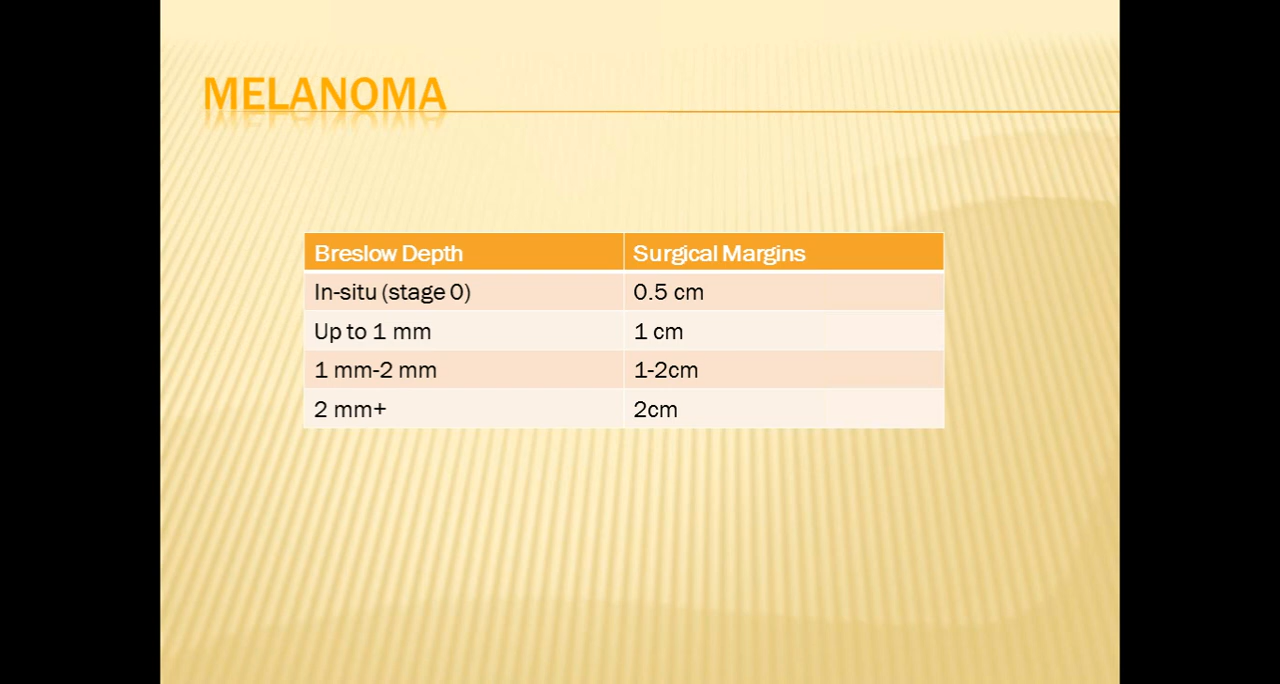 MELANOMA
Breslow Depth Surgical Margins
In-situ (stage 0) 0.5 cm
Up to 1 mm 1 cm
1 mm-2 mm 1-2cm
2 mm+ 2cm